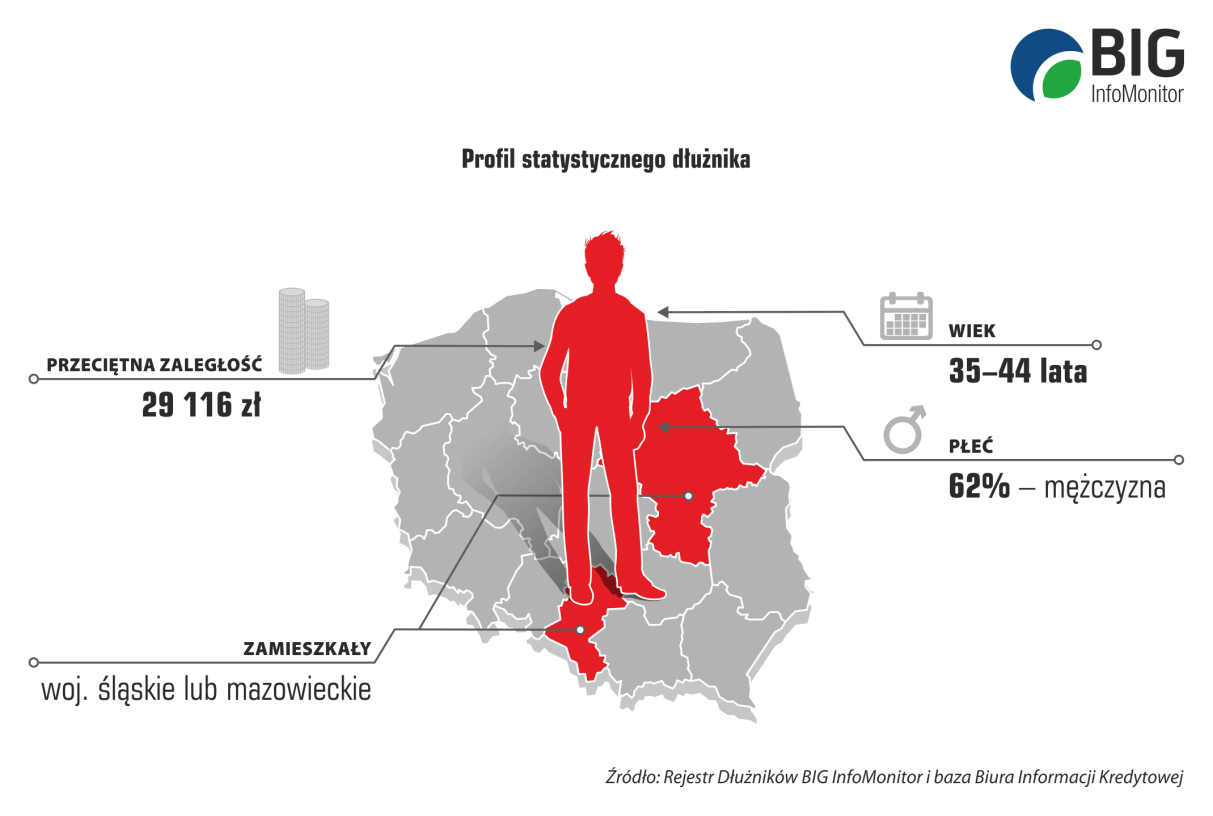 BIG
InfoMonitor
Profil statystycznego dłużnika
PRZECIĘTNA ZALEGŁOŚĆ
29 116 zł
WIEK
35–44 lata
PŁEĆ
62% – mężczyzna
ZAMIESZKAŁY
woj. śląskie lub mazowieckie
Źródło: Rejestr Dłużników BIG InfoMonitor i baza Biura Informacji Kredytowej